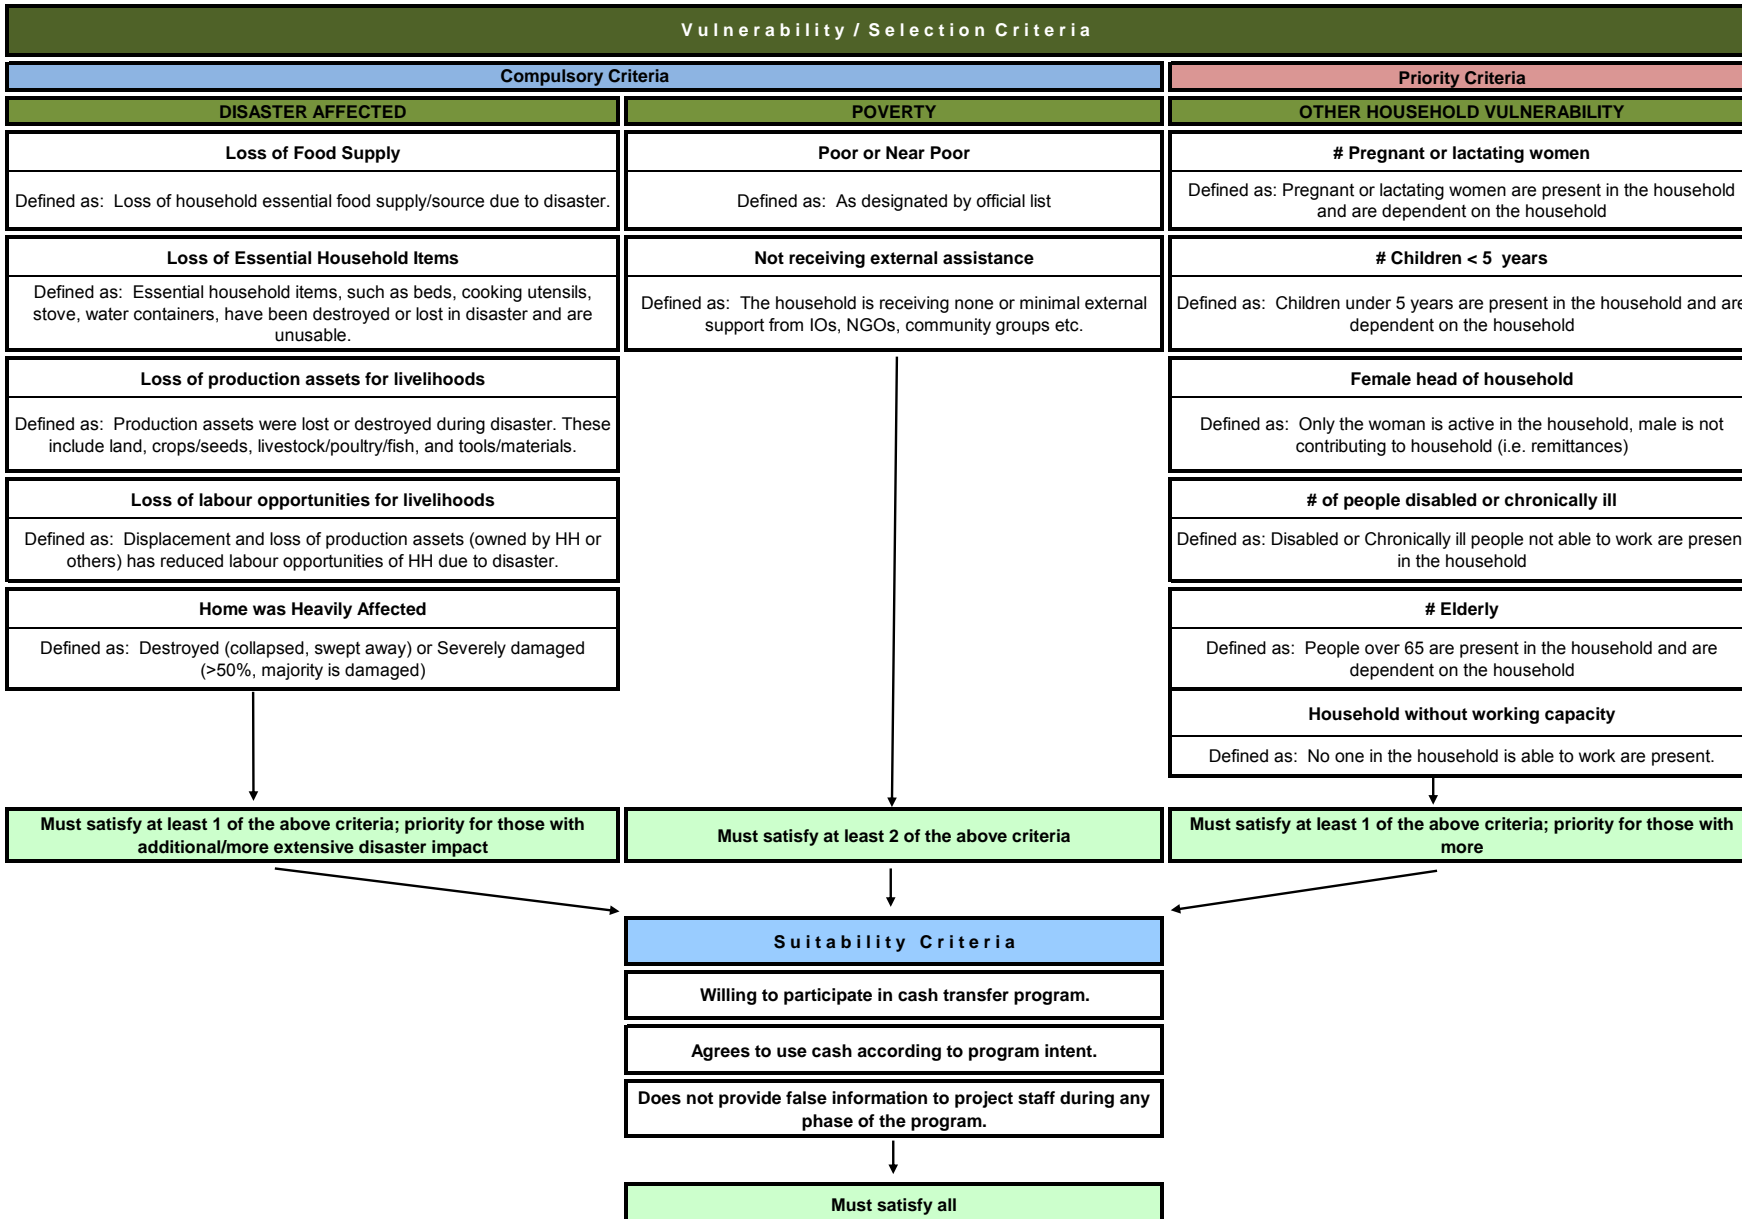 Vulnerability / Selection Criteria
Compulsory Criteria
Priority Criteria
DISASTER AFFECTED
POVERTY
OTHER HOUSEHOLD VULNERABILITY
Loss of Food Supply
Defined as: Loss of household essential food supply/source due to disaster.
Loss of Essential Household Items
Defined as: Essential household items, such as beds, cooking utensils,
stove, water containers, have been destroyed or lost in disaster and are
unusable.
Loss of production assets for livelihoods
Defined as: Production assets were lost or destroyed during disaster. These
include land, crops/seeds, livestock/poultry/fish, and tools/materials.
Loss of labour opportunities for livelihoods
Defined as: Displacement and loss of production assets (owned by HH or
others) has reduced labour opportunities of HH due to disaster.
Home was Heavily Affected
Defined as: Destroyed (collapsed, swept away) or Severely damaged
(>50%, majority is damaged)
Must satisfy at least 1 of the above criteria; priority for those with
additional/more extensive disaster impact
Poor or Near Poor
Defined as: As designated by official list
Not receiving external assistance
Defined as: The household is receiving none or minimal external
support from IOs, NGOs, community groups etc.
Must satisfy at least 2 of the above criteria
# Pregnant or lactating women
Defined as: Pregnant or lactating women are present in the household
and are dependent on the household
# Children < 5 years
Defined as: Children under 5 years are present in the household and are
dependent on the household
Female head of household
Defined as: Only the woman is active in the household, male is not
contributing to household (i.e. remittances)
# of people disabled or chronically ill
Defined as: Disabled or Chronically ill people not able to work are presen
in the household
# Elderly
Defined as: People over 65 are present in the household and are
dependent on the household
Household without working capacity
Defined as: No one in the household is able to work are present.
Must satisfy at least 1 of the above criteria; priority for those with
more
Suitability Criteria
Willing to participate in cash transfer program.
Agrees to use cash according to program intent.
Does not provide false information to project staff during any
phase of the program.
Must satisfy all